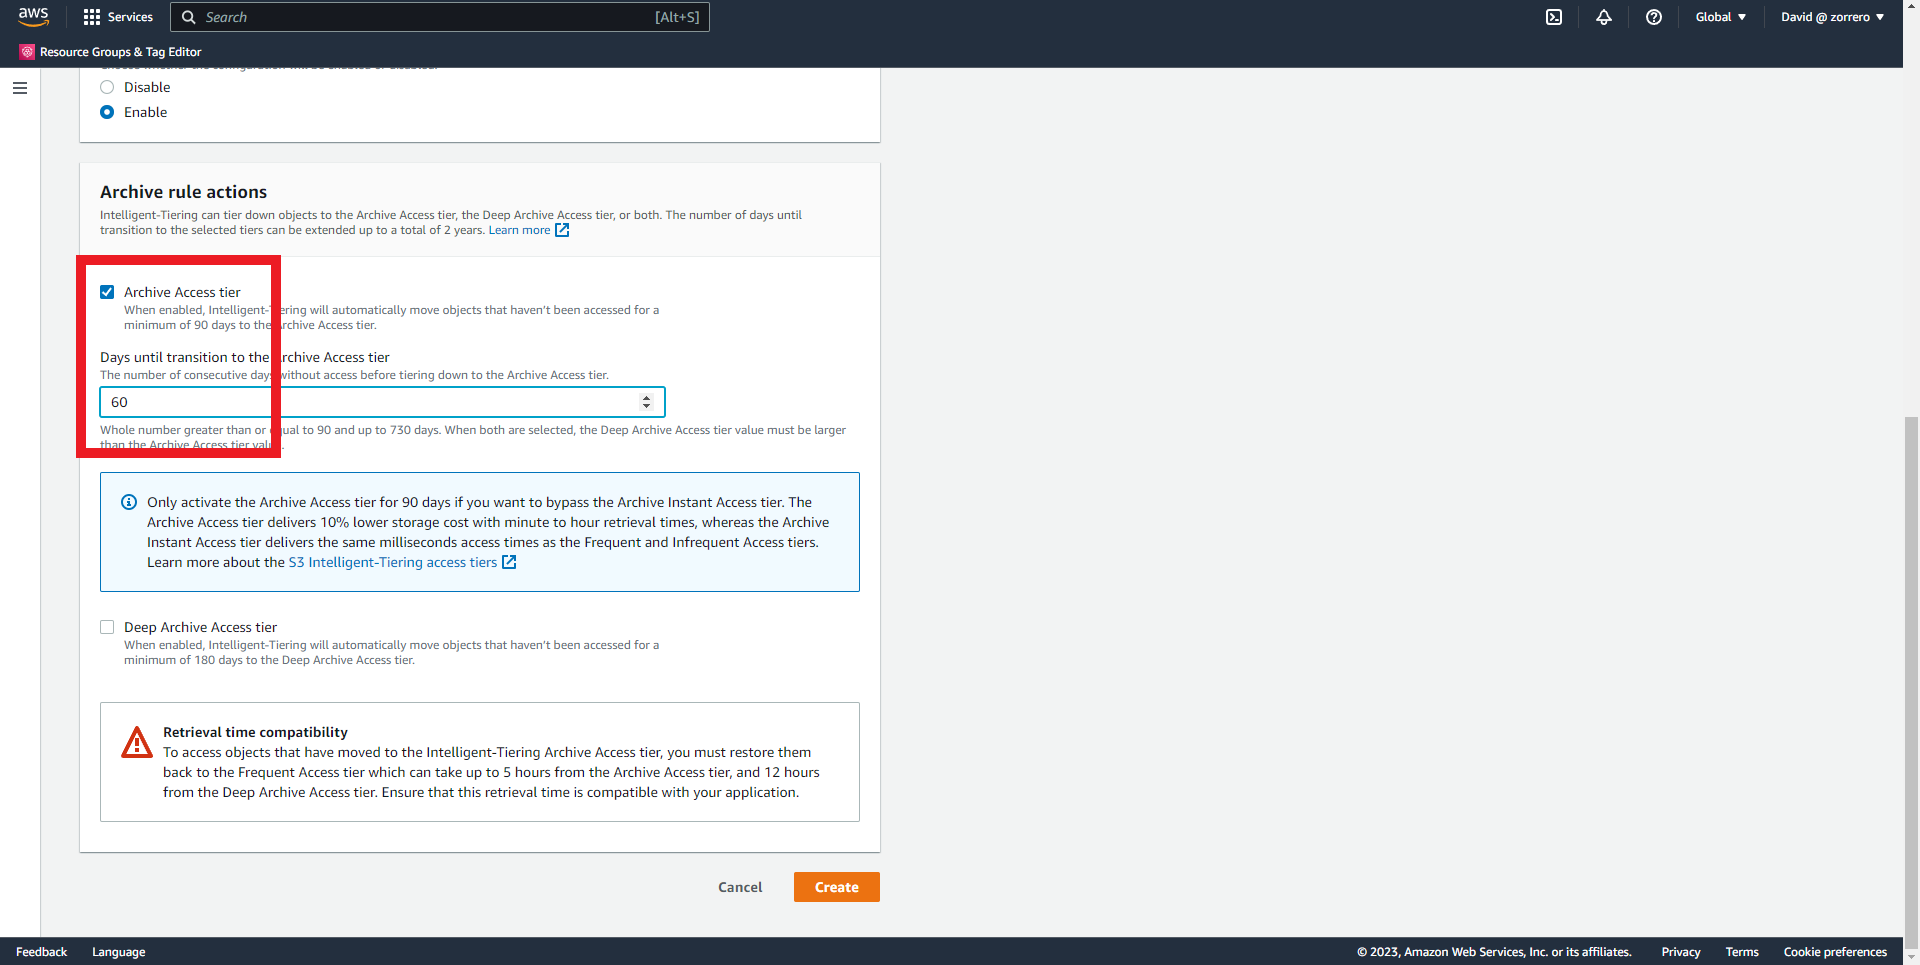 aws
Services
Search
[Alt+S]
Global
David @ zorrero
Resource Groups & Tag Editor
Disable
Enable
Archive rule actions
Intelligent-Tiering can tier down objects to the Archive Access tier, the Deep Archive Access tier, or both. The number of days until
transition to the selected tiers can be extended up to a total of 2 years. Learn more
Archive Access tier
When enabled, Intelligent-Tiering will automatically move objects that haven't been accessed for a
minimum of 90 days to the Archive Access tier.
Days until transition to the Archive Access tier
The number of consecutive days without access before tiering down to the Archive Access tier.
60
Whole number greater than or equal to 90 and up to 730 days. When both are selected, the Deep Archive Access tier value must be larger
than the Archive Access tier value.
Only activate the Archive Access tier for 90 days if you want to bypass the Archive Instant Access tier. The
Archive Access tier delivers 10% lower storage cost with minute to hour retrieval times, whereas the Archive
Instant Access tier delivers the same milliseconds access times as the Frequent and Infrequent Access tiers.
Learn more about the S3 Intelligent-Tiering access tiers
Deep Archive Access tier
When enabled, Intelligent-Tiering will automatically move objects that haven't been accessed for a
minimum of 180 days to the Deep Archive Access tier.
Retrieval time compatibility
To access objects that have moved to the Intelligent-Tiering Archive Access tier, you must restore them
back to the Frequent Access tier which can take up to 5 hours from the Archive Access tier, and 12 hours
from the Deep Archive Access tier. Ensure that this retrieval time is compatible with your application.
Cancel
Create
Feedback
Language
© 2023, Amazon Web Services, Inc. or its affiliates.
Privacy
Terms
Cookie preferences